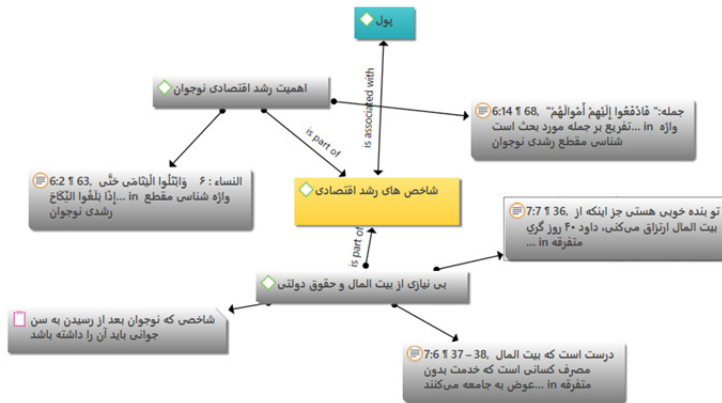 پول
اهمیت رشد اقتصادی نوجوان
is associated with
is part of
6:14 ¶ 68, جمله:" فَادْفَعُوا إِلَيْهِمْ أَمْوالَهُمْ"
تفریع بر جمله مورد بحث است... in واژه
شناسی مقطع رشدی نوجوان
6:2 ¶ 63, النساء : ۶ وَابْتَلُوا الْيَتَامَى حَتَّى
إِذَا بَلَغُوا النِّكَاحَ ... in واژه شناسی مقطع
رشدی نوجوان
شاخص های رشد اقتصادی
is part of
7:7 ¶ 36, تو بنده خوبی هستی جز اینکه از
بیت المال ارتزاق می‌کنی، داود ۴۰ روز گری
... in متفرقه
بی نیازی از بیت المال و حقوق دولتی
شاخصی که نوجوان بعد از رسیدن به سن
جوانی باید آن را داشته باشد
7:6 ¶ 37 – 38, درست است که بیت المال
مصرف کسانی است که خدمت بدون
عوض به جامعه می‌کنند... in متفرقه